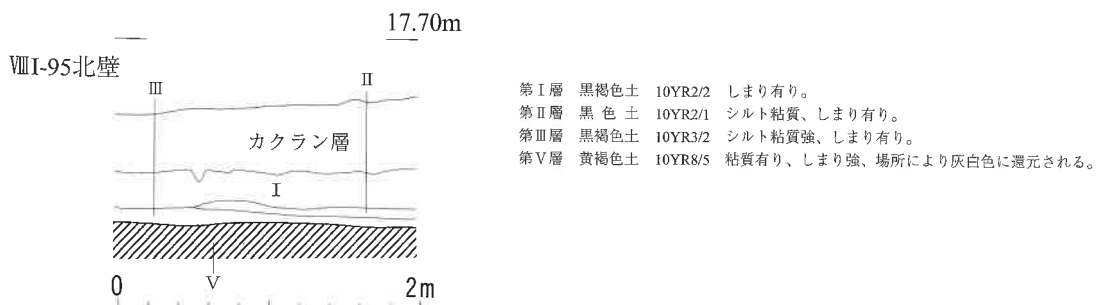 17.70m
ⅧI-95北壁
Ⅲ
Ⅱ
カクラン層
I
V
0
2m
第Ⅰ層 黒褐色土 10YR2/2 しまり有り。
第Ⅱ層 黒 色 土 10YR2/1 シルト粘質、しまり有り。
第Ⅲ層 黒褐色土 10YR3/2 シルト粘質強、しまり有り。
第Ⅴ層 黄褐色土 10YR8/5 粘質有り、しまり強、場所により灰白色に還元される。